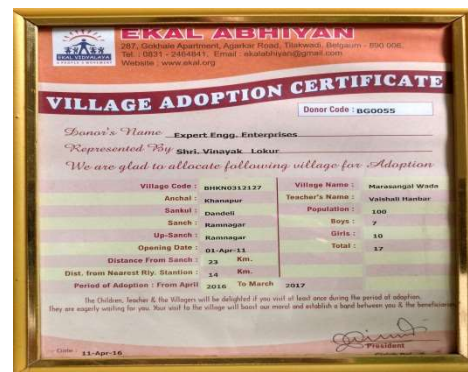 EKAL ABHIYAN
287, Gokhale Apartment, Agarkar Road, Tilakwadi, Belgaum - 590 006.
Tel. : 0831 - 2464641, Email : ekalabhiyan@gmail.com
Website : www.ekal.org
EKAL VIDYALAYA
VILLAGE ADOPTION CERTIFICATE
Donor Code : BG0055
Donor's Name Expert Engg. Enterprises
Represented By Shri. Vinayak Lokur
We are glad to allocate following village for Adoption
Village Code : BHKN0312127 Village Name : Marasangal Wada
Anchal : Khanapur Teacher's Name : Vaishali Hanbar
Sankul : Dandeli Population : 100
Sanch : Ramnagar Boys : 7
Up-Sanch : Ramnagar Girls : 10
Opening Date : 01-Apr-11 Total : 17
Distance From Sansh : 23 Km.
Dist. from Nearest Rly. Stantion : 14 Km.
Period of Adoption : From April 2016 To March 2017
The Children, Teacher & the Villagers will be delighted if you visit at least once during the period of adoption.
They are eagerly waiting for you. Your visit to the village will boost our moral and establish a bond between you & the beneficiaries
President
Date : 11-Apr-16